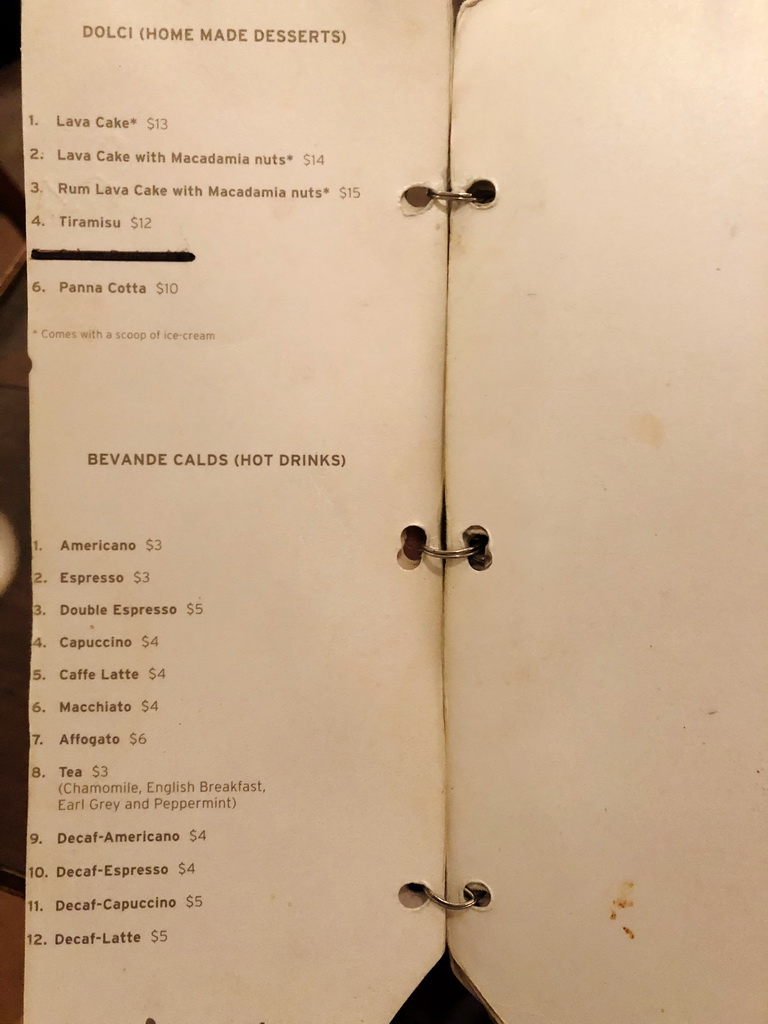 DOLCI (HOME MADE DESSERTS)
1. Lava Cake* $13
2. Lava Cake with Macadamia nuts* $14
3. Rum Lava Cake with Macadamia nuts* $15
4. Tiramisu $12
6. Panna Cotta $10
* Comes with a scoop of ice-cream
BEVANDE CALDS (HOT DRINKS)
1. Americano $3
2. Espresso $3
3. Double Espresso $5
4. Capuccino $4
5. Caffe Latte $4
6. Macchiato $4
7. Affogato $6
8. Tea $3
(Chamomile, English Breakfast,
Earl Grey and Peppermint)
9. Decaf-Americano $4
10. Decaf-Espresso $4
11. Decaf-Capuccino $5
12. Decaf-Latte $5